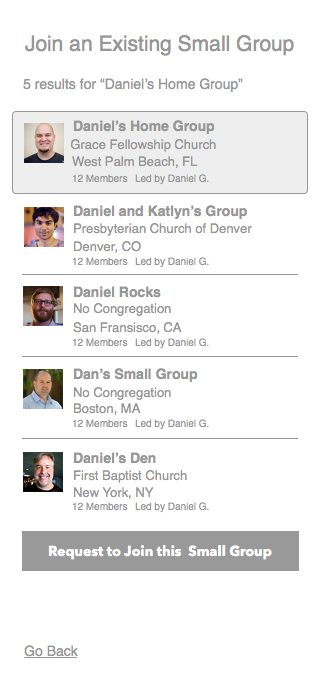 Join an Existing Small Group
5 results for “Daniel’s Home Group”
Daniel’s Home Group
Grace Fellowship Church
West Palm Beach, FL
12 Members Led by Daniel G.
Daniel and Katlyn’s Group
Presbyterian Church of Denver
Denver, CO
12 Members Led by Daniel G.
Daniel Rocks
No Congregation
San Fransisco, CA
12 Members Led by Daniel G.
Dan’s Small Group
No Congregation
Boston, MA
12 Members Led by Daniel G.
Daniel’s Den
First Baptist Church
New York, NY
12 Members Led by Daniel G.
Request to Join this Small Group
Go Back